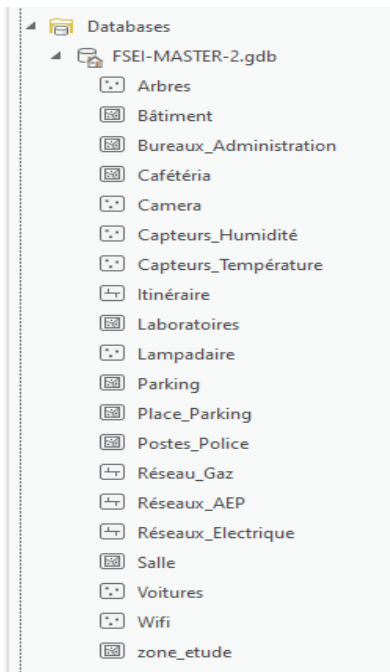 Databases
FSEI-MASTER-2.gdb
Arbres
Bâtiment
Bureaux_Administration
Cafétéria
Camera
Capteurs_Humidité
Capteurs_Température
Itinéraire
Laboratoires
Lampadaire
Parking
Place_Parking
Postes_Police
Réseau_Gaz
Réseaux_AEP
Réseaux_Electrique
Salle
Voitures
Wifi
zone_etude